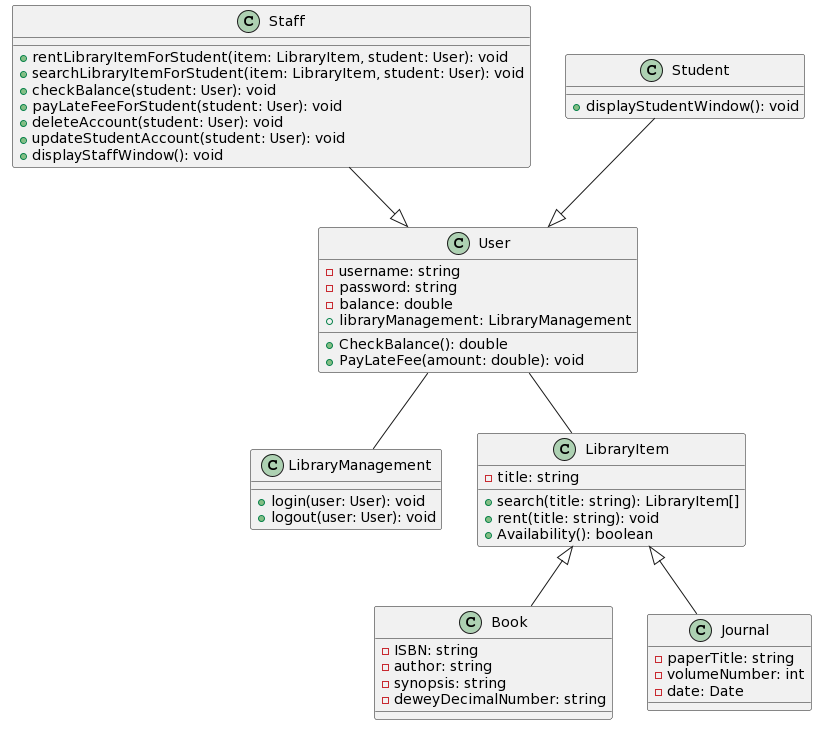 C Staff
rentLibraryItemForStudent(item: LibraryItem, student: User): void
searchLibraryItemForStudent(item: LibraryItem, student: User): void
checkBalance(student: User): void
payLateFeeForStudent(student: User): void
deleteAccount(student: User): void
updateStudentAccount(student: User): void
displayStaffWindow(): void
C Student
displayStudentWindow(): void
C User
username: string
password: string
balance: double
libraryManagement: LibraryManagement
CheckBalance(): double
PayLateFee(amount: double): void
C LibraryManagement
login(user: User): void
logout(user: User): void
C LibraryItem
title: string
search(title: string): LibraryItem[]
rent(title: string): void
Availability(): boolean
C Book
ISBN: string
author: string
synopsis: string
deweyDecimalNumber: string
C Journal
paperTitle: string
volumeNumber: int
date: Date